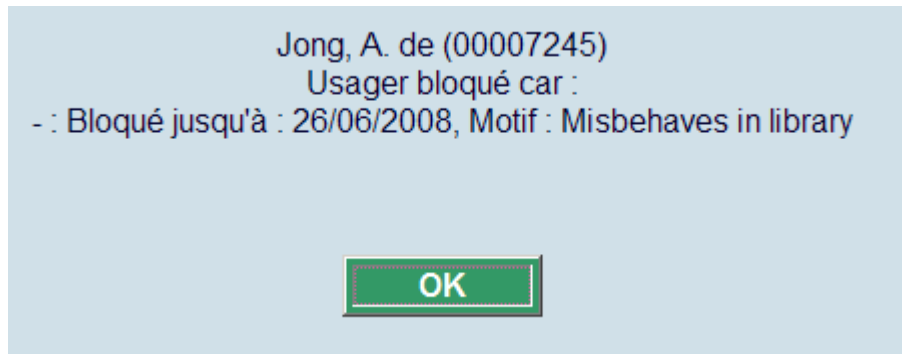 Jong, A. de (00007245)
Usager bloqué car :
- : Bloqué jusqu'à : 26/06/2008, Motif : Misbehaves in library
OK